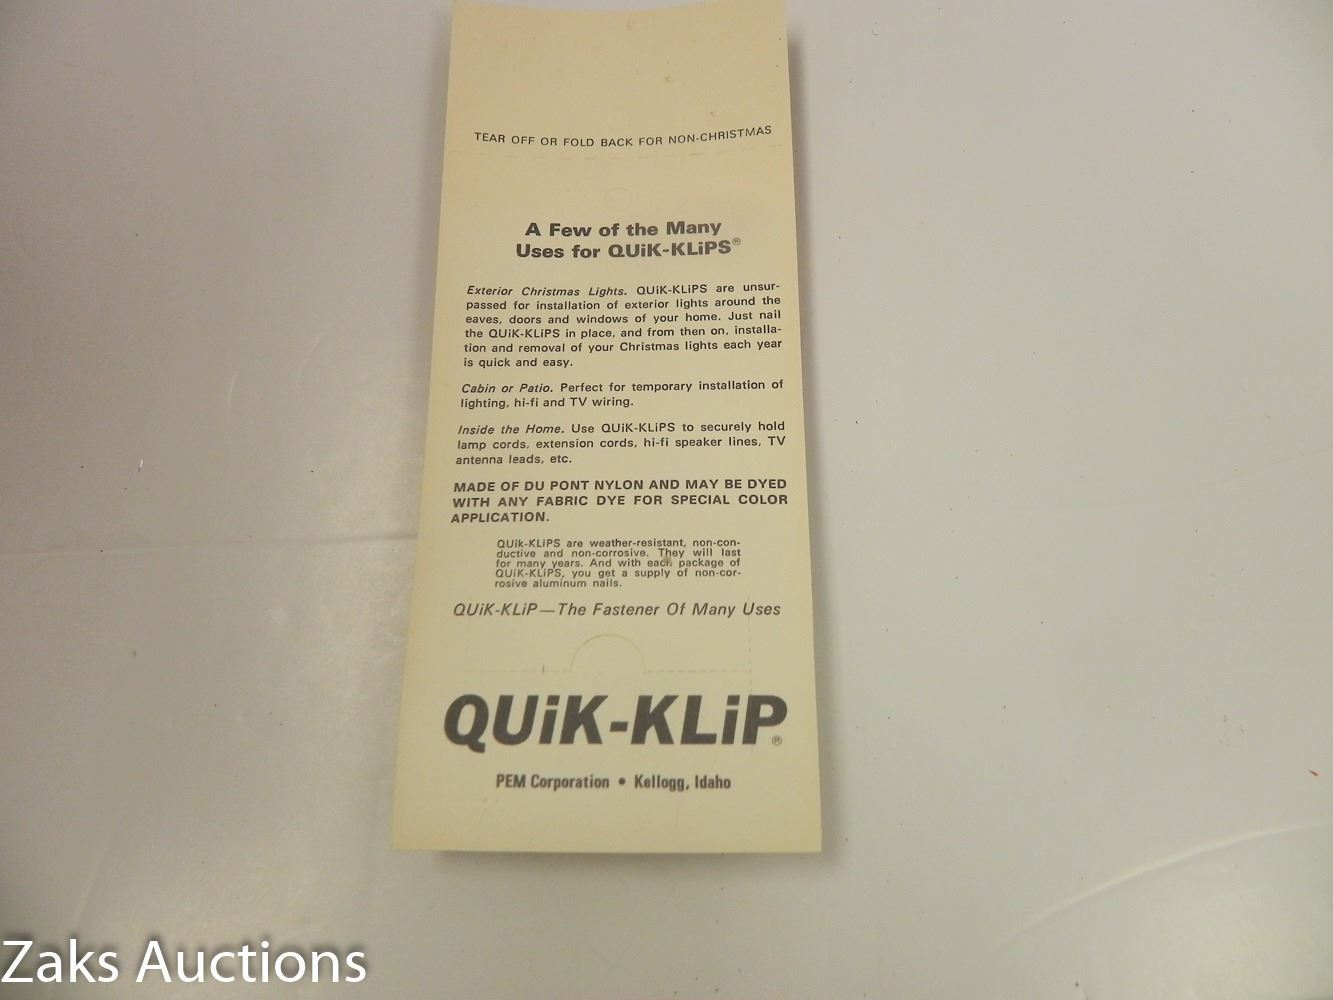 TEAR OFF OR FOLD BACK FOR NON-CHRISTMAS
A Few of the Many
Uses for QUiK-KLiPS®
Exterior Christmas Lights. QUiK-KLiPS are unsur-
passed for installation of exterior lights around the
eaves, doors and windows of your home. Just nail
the QUiK-KLiPS in place, and from then on, installa-
tion and removal of your Christmas lights each year
is quick and easy.
Cabin or Patio. Perfect for temporary installation of
lighting, hi-fi and TV wiring.
Inside the Home. Use QUiK-KLiPS to securely hold
lamp cords, extension cords, hi-fi speaker lines, TV
antenna leads, etc.
MADE OF DU PONT NYLON AND MAY BE DYED
WITH ANY FABRIC DYE FOR SPECIAL COLOR
APPLICATION.
QUik-KLiPS are weather-resistant, non-con-
ductive and non-corrosive. They will last
for many years. And with each package of
QUiK-KLiPS, you get a supply of non-cor-
rosive aluminum nails.
QUiK-KLiP—The Fastener Of Many Uses
QUiK-KLiP®
PEM Corporation • Kellogg, Idaho
Zaks Auctions